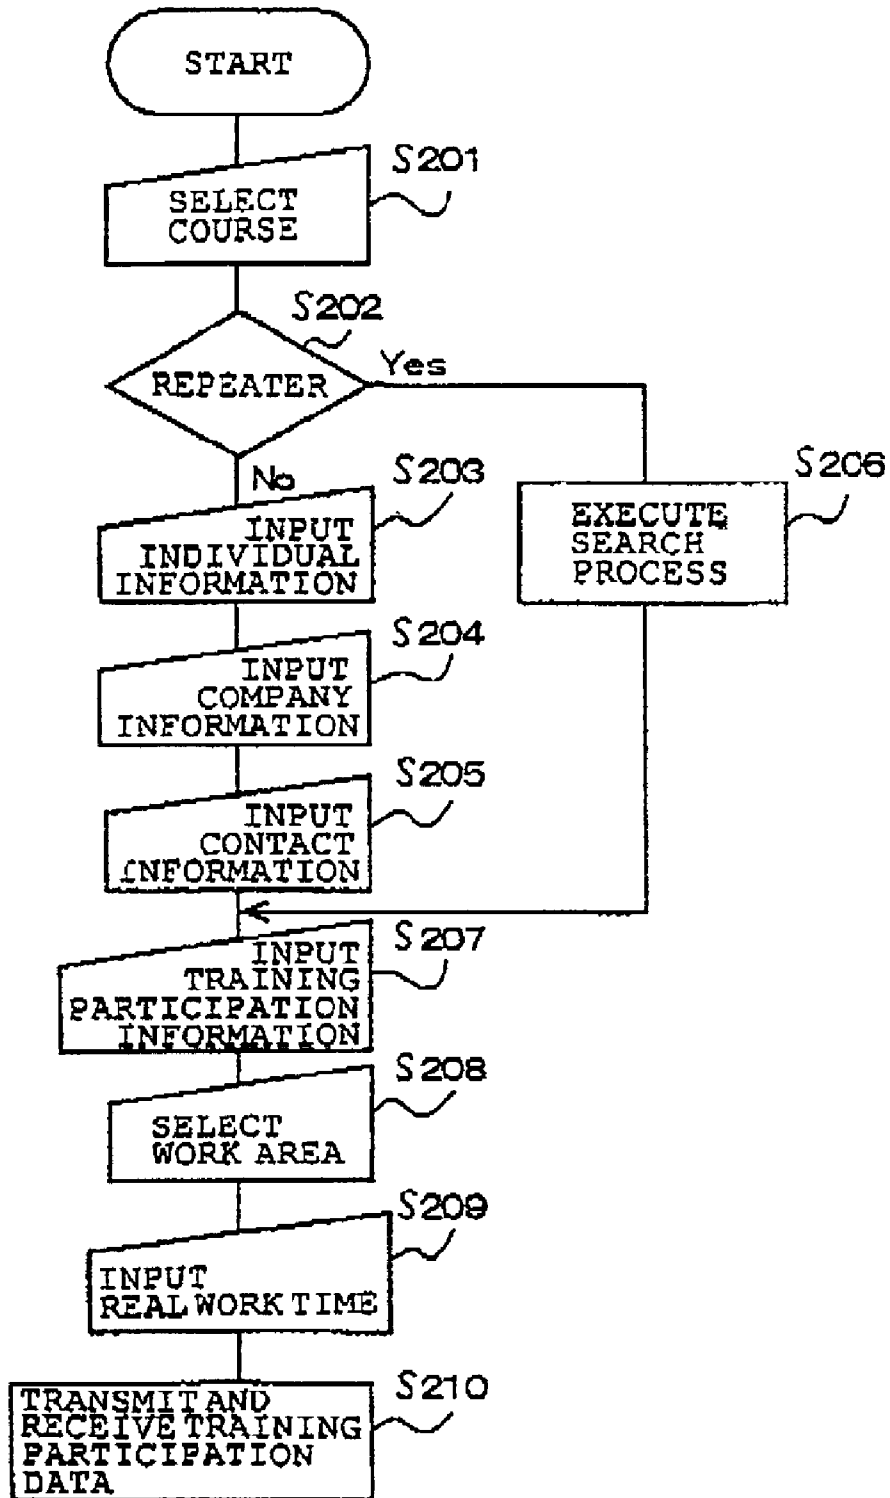 START
S201
SELECT
COURSE
S202
REPEATER
Yes
No
S203
INPUT
INDIVIDUAL
INFORMATION
S206
EXECUTE
SEARCH
PROCESS
S204
INPUT
COMPANY
INFORMATION
S205
INPUT
CONTACT
INFORMATION
S207
INPUT
TRAINING
PARTICIPATION
INFORMATION
S208
SELECT
WORK AREA
S209
INPUT
REAL WORK TIME
S210
TRANSMIT AND
RECEIVE TRAINING
PARTICIPATION
DATA